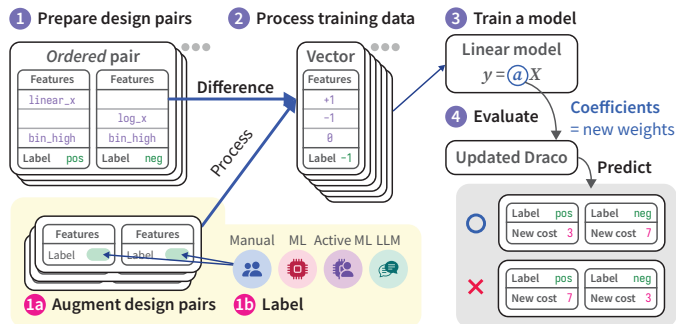 1 Prepare design pairs
Ordered pair
Features
Features
linear_x
log_x
bin_high
bin_high
Label pos
Label neg
Difference
Process
2 Process training data
Vector
Features
+1
-1
0
Label -1
3 Train a model
Linear model
y = a X
Coefficients
= new weights
4 Evaluate
Updated Draco
Predict
Label pos
New cost 3
Label neg
New cost 7
Label pos
New cost 7
Label neg
New cost 3
Features
Features
Label
Label
1a Augment design pairs
Manual ML Active ML LLM
1b Label